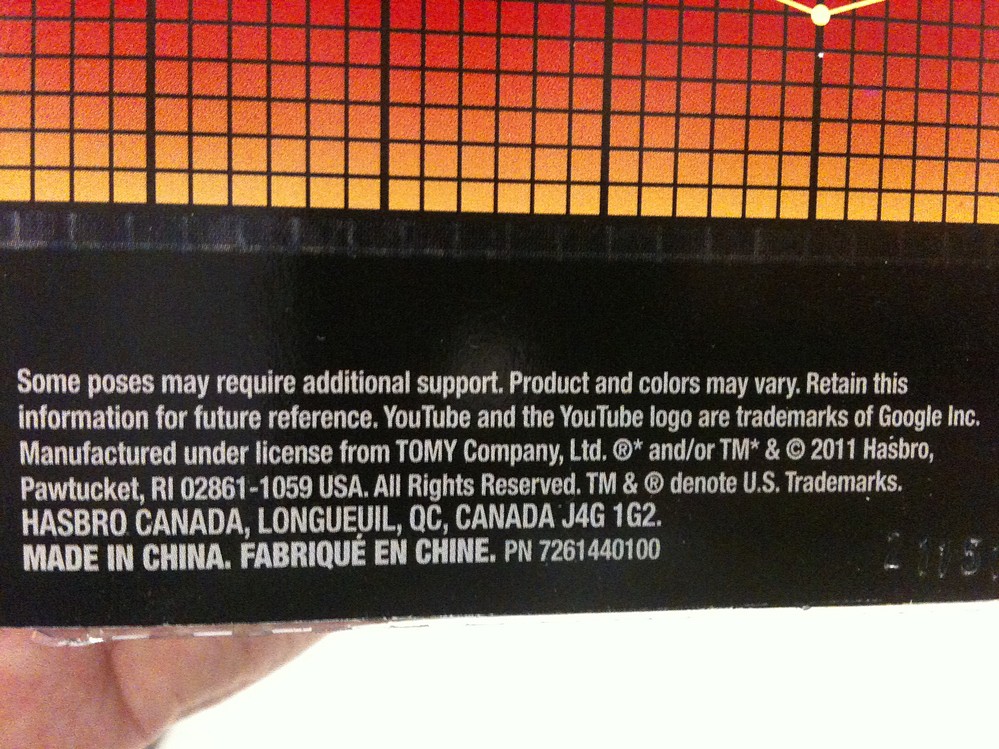 Some poses may require additional support. Product and colors may vary. Retain this
information for future reference. YouTube and the YouTube logo are trademarks of Google Inc.
Manufactured under license from TOMY Company, Ltd. ®* and/or TM* & © 2011 Hasbro,
Pawtucket, RI 02861-1059 USA. All Rights Reserved. TM & ® denote U.S. Trademarks.
HASBRO CANADA, LONGUEUIL, QC, CANADA J4G 1G2.
MADE IN CHINA. FABRIQUÉ EN CHINE. PN 7261440100